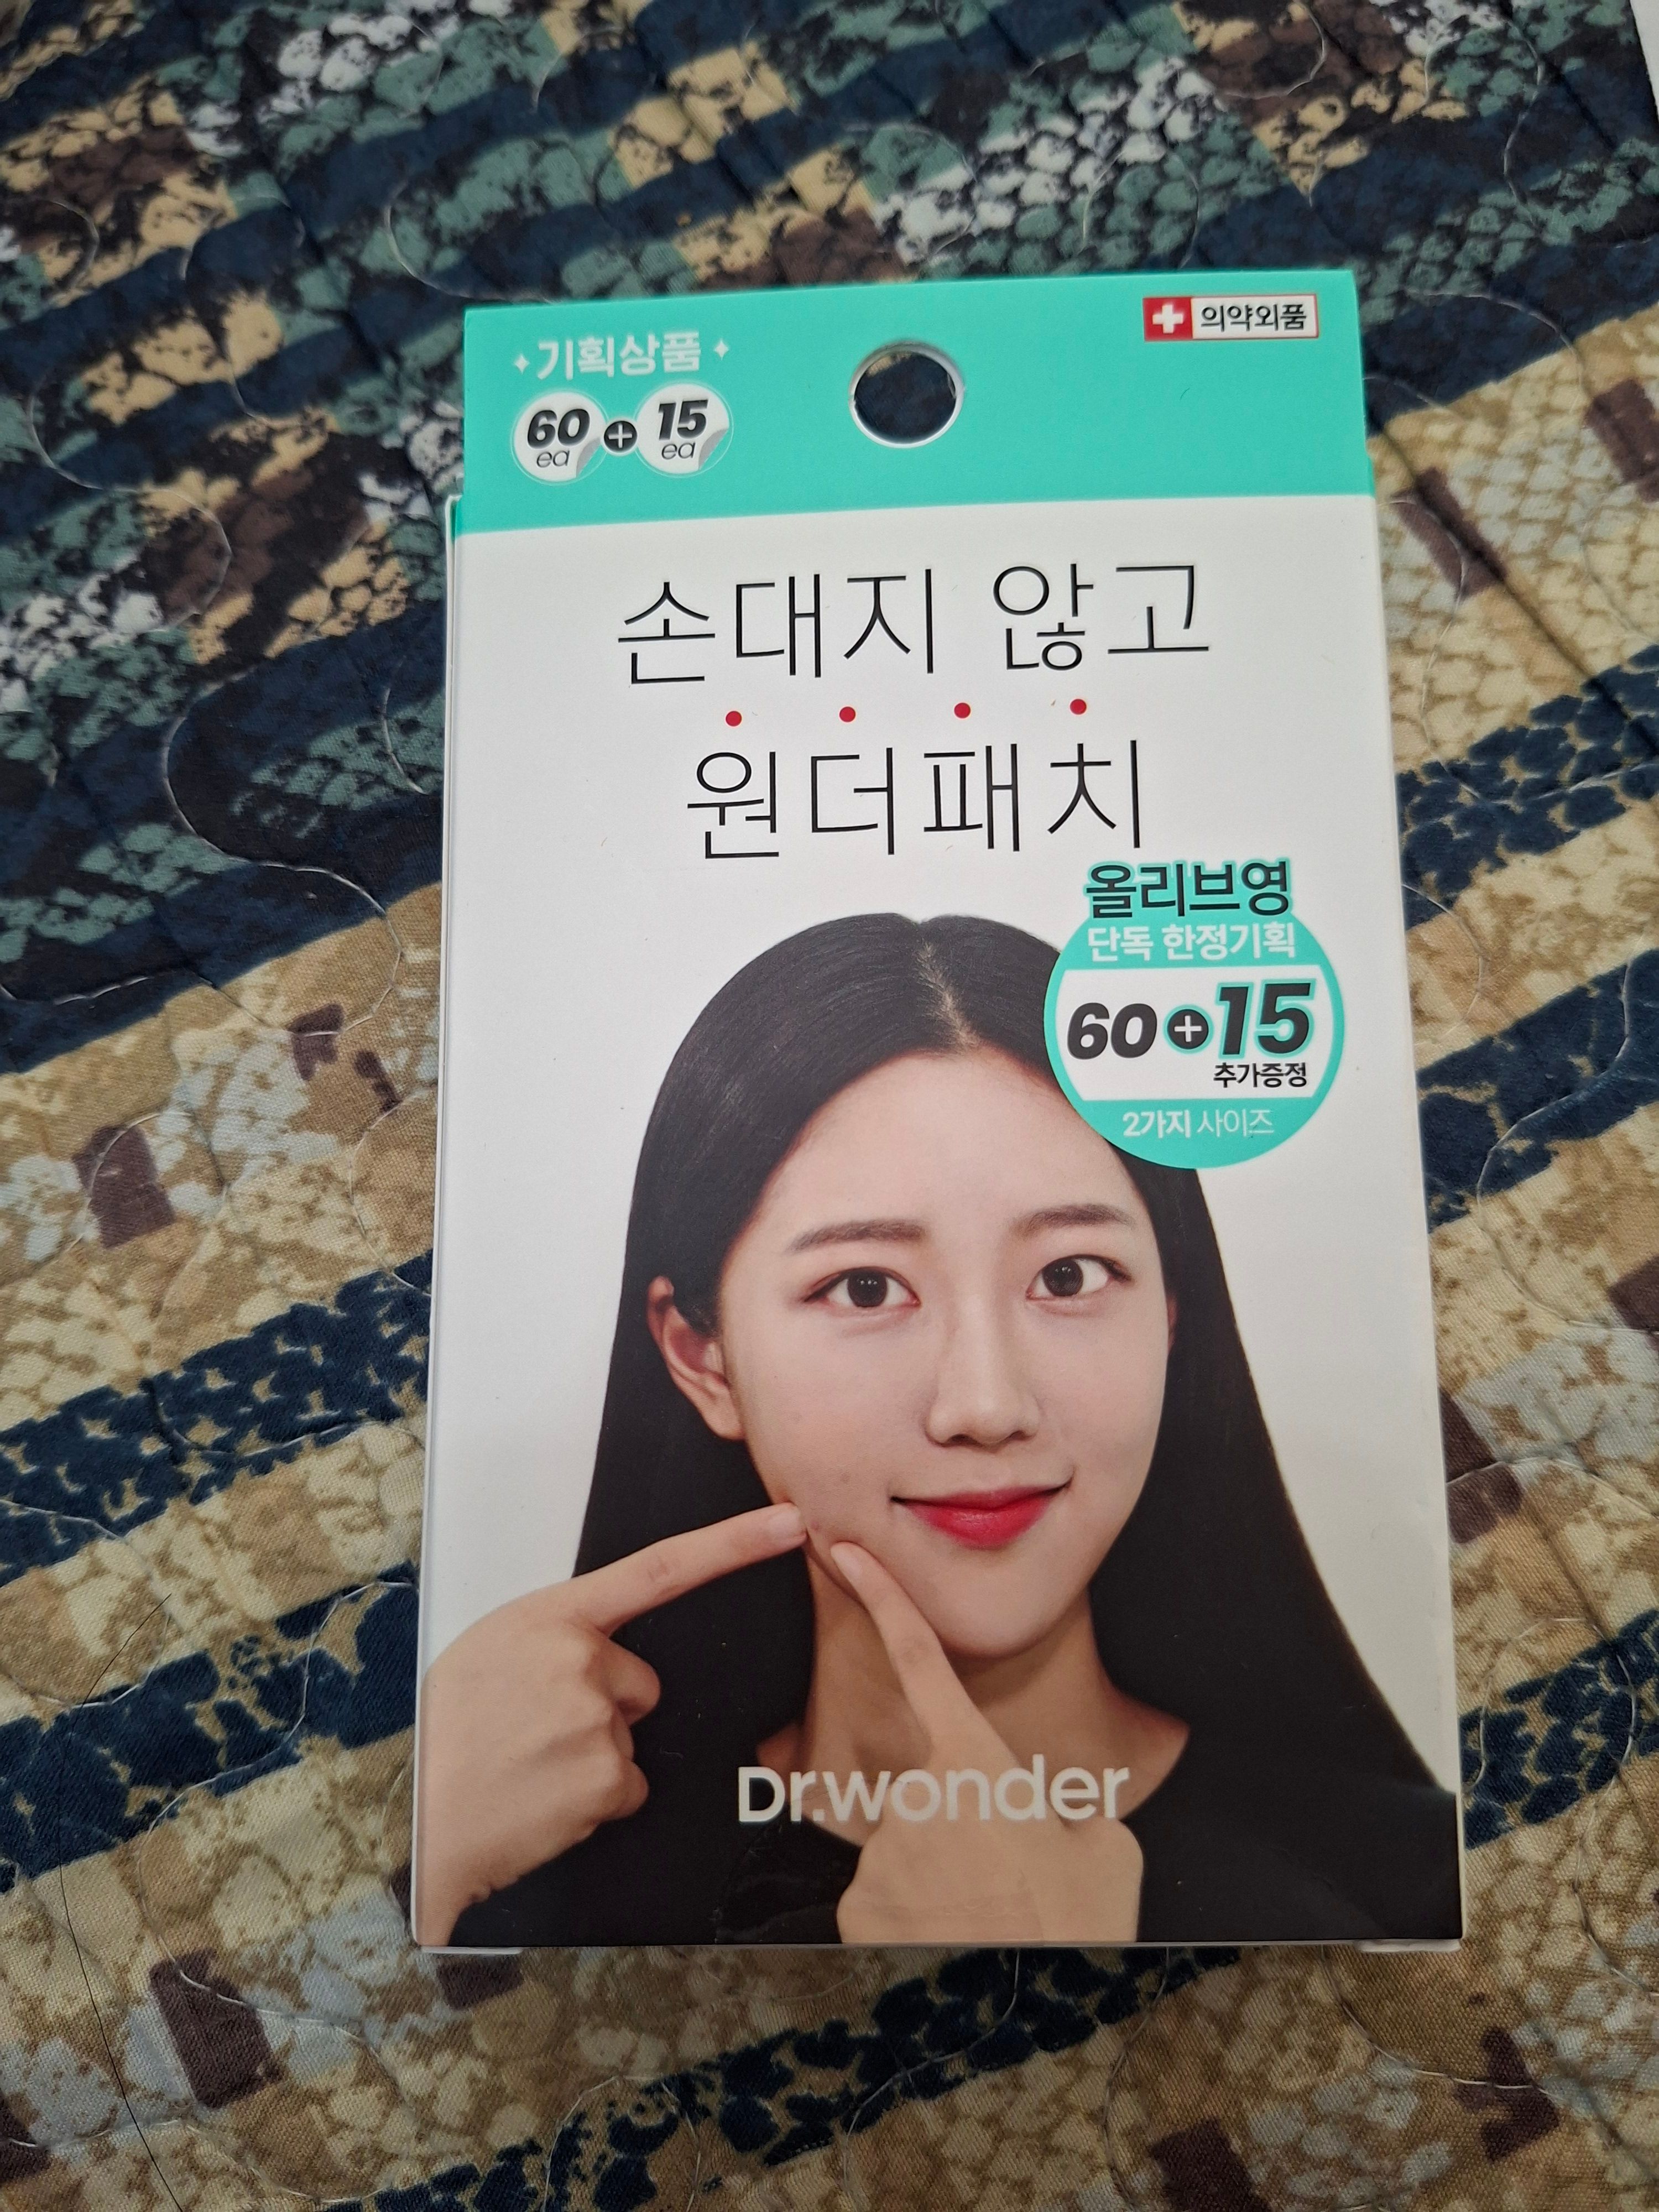 기획상품
60 ea + 15 ea
의약외품
손대지 않고
원더패치
올리브영
단독 한정기획
60+15
추가증정
2가지 사이즈
Dr.wonder